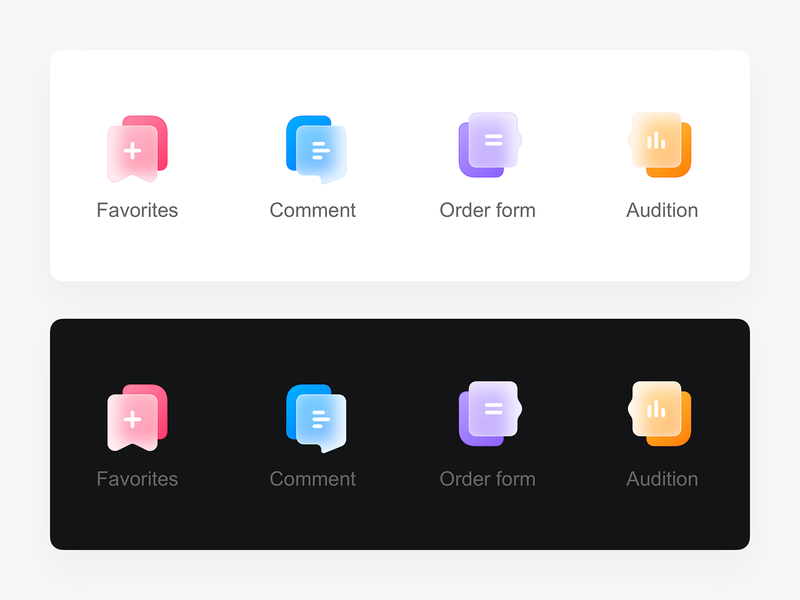 Favorites
Comment
Order form
Audition
Favorites
Comment
Order form
Audition